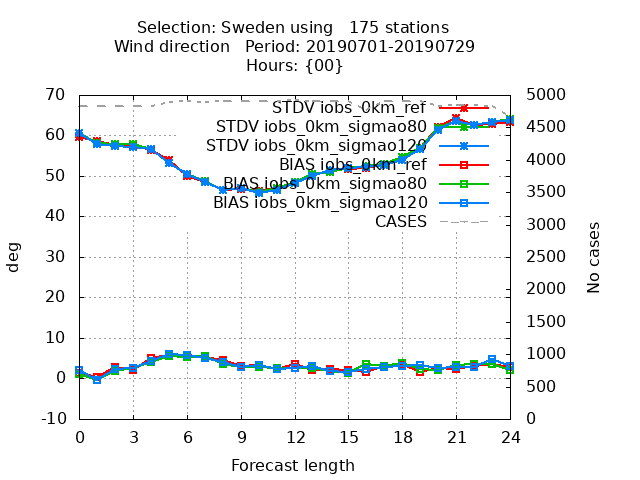 Selection: Sweden using   175 stations
Wind direction   Period: 20190701-20190729
Hours: {00}
70
60
50
40
30
20
10
0
-10
deg
5000
4500
4000
3500
3000
2500
2000
1500
1000
500
0
No cases
STDV iobs_0km_ref
STDV iobs_0km_sigmao80
STDV iobs_0km_sigmao120
BIAS iobs_0km_ref
BIAS iobs_0km_sigmao80
BIAS iobs_0km_sigmao120
CASES
0 3 6 9 12 15 18 21 24
Forecast length